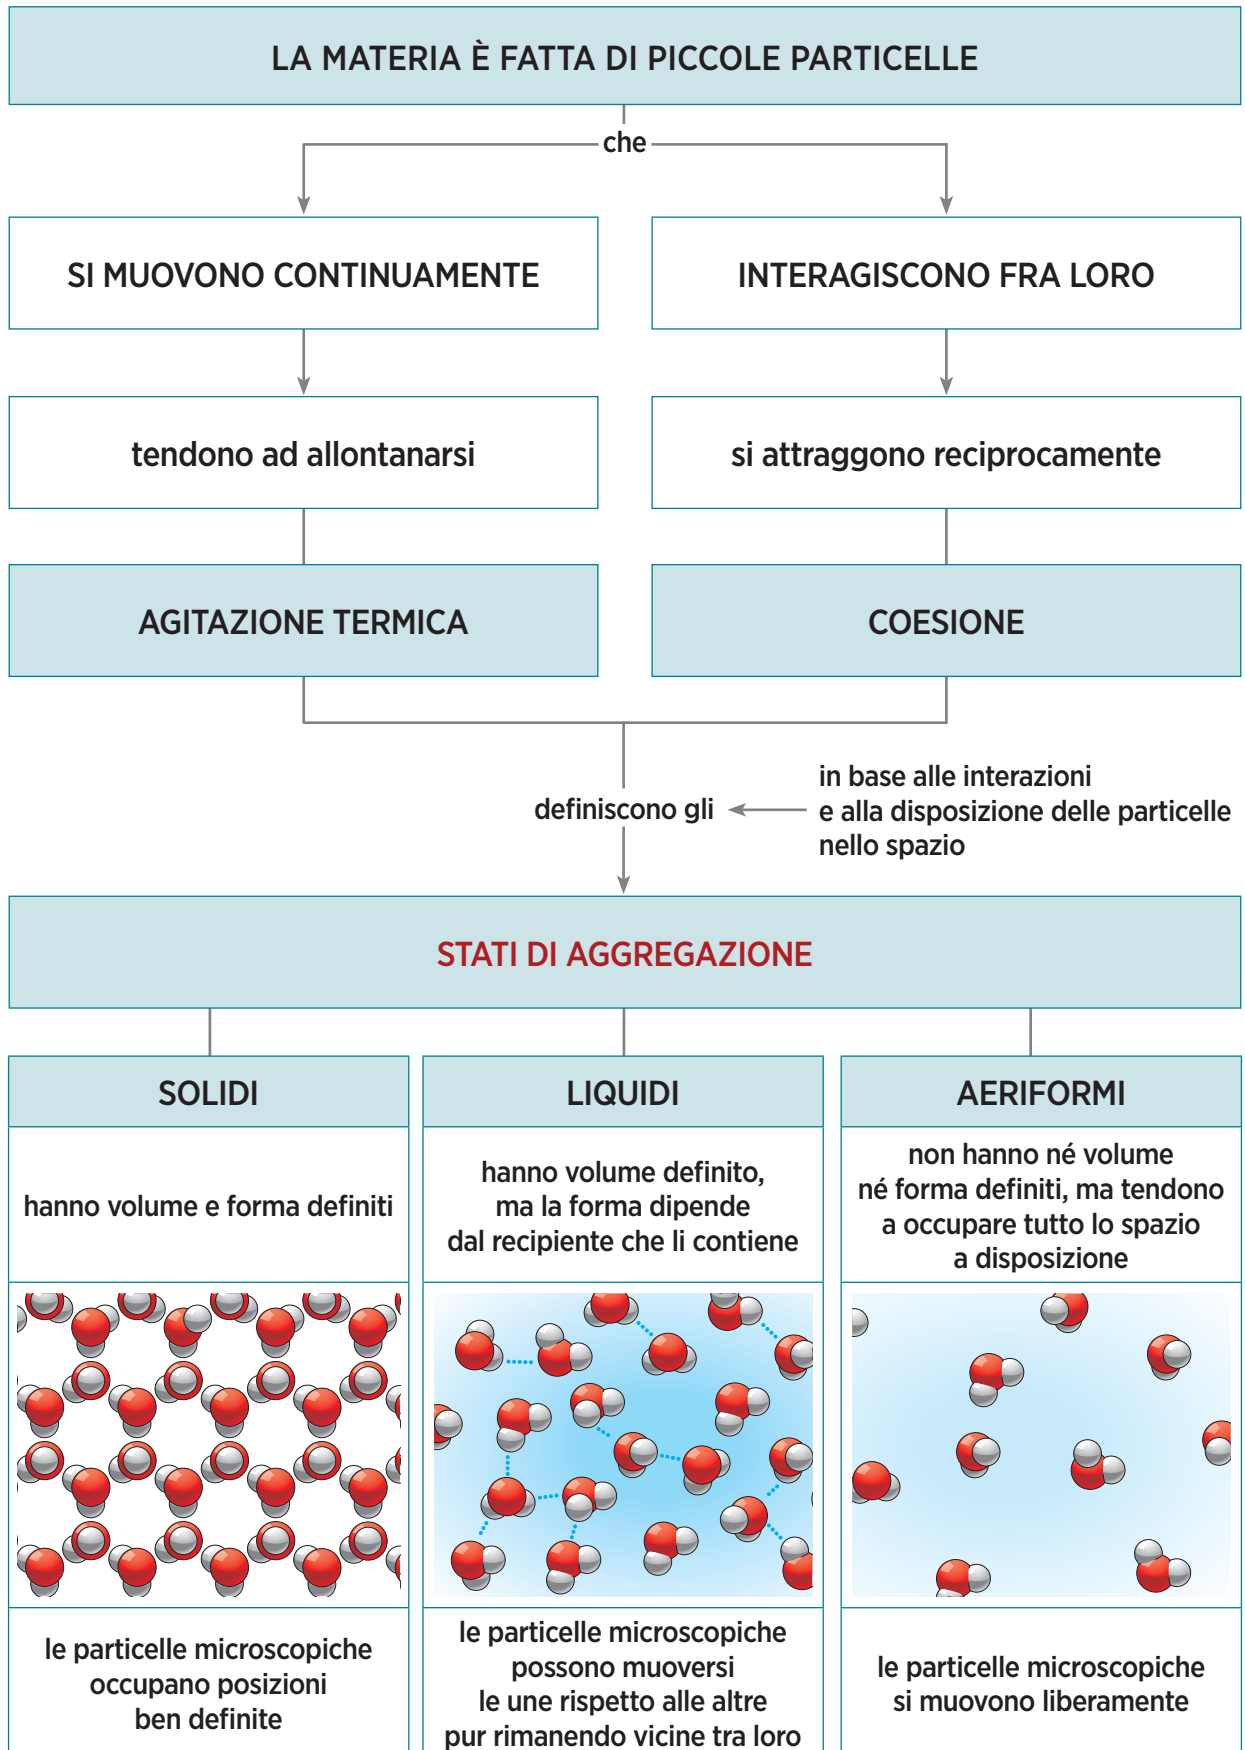 LA MATERIA È FATTA DI PICCOLE PARTICELLE
che
SI MUOVONO CONTINUAMENTE
INTERAGISCONO FRA LORO
tendono ad allontanarsi
si attraggono reciprocamente
AGITAZIONE TERMICA
COESIONE
definiscono gli
in base alle interazioni
e alla disposizione delle particelle
nello spazio
STATI DI AGGREGAZIONE
SOLIDI
hanno volume e forma definiti
le particelle microscopiche
occupano posizioni
ben definite
LIQUIDI
hanno volume definito,
ma la forma dipende
dal recipiente che li contiene
le particelle microscopiche
possono muoversi
le une rispetto alle altre
pur rimanendo vicine tra loro
AERIFORMI
non hanno né volume
né forma definiti, ma tendono
a occupare tutto lo spazio
a disposizione
le particelle microscopiche
si muovono liberamente